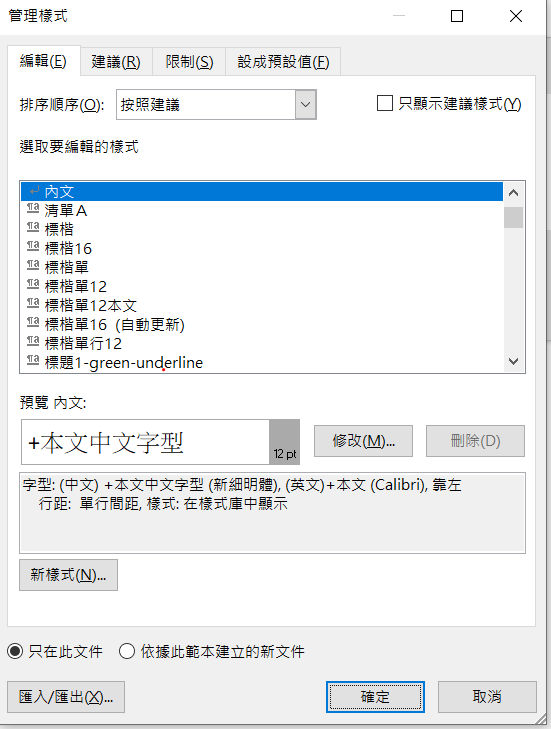 管理樣式
編輯(E) 建議(R) 限制(S) 設成預設值(F)
排序順序(O): 按照建議 只顯示建議樣式(Y)
選取要編輯的樣式
內文
清單A
標楷
標楷16
標楷單
標楷單12
標楷單12本文
標楷單16 (自動更新)
標楷單行12
標題1-green-underline
預覽 內文:
+本文中文字型 12 pt 修改(M)... 刪除(D)
字型: (中文) +本文中文字型 (新細明體), (英文)+本文 (Calibri), 靠左
行距: 單行間距, 樣式: 在樣式庫中顯示
新樣式(N)...
只在此文件 依據此範本建立的新文件
匯入/匯出(X)... 確定 取消